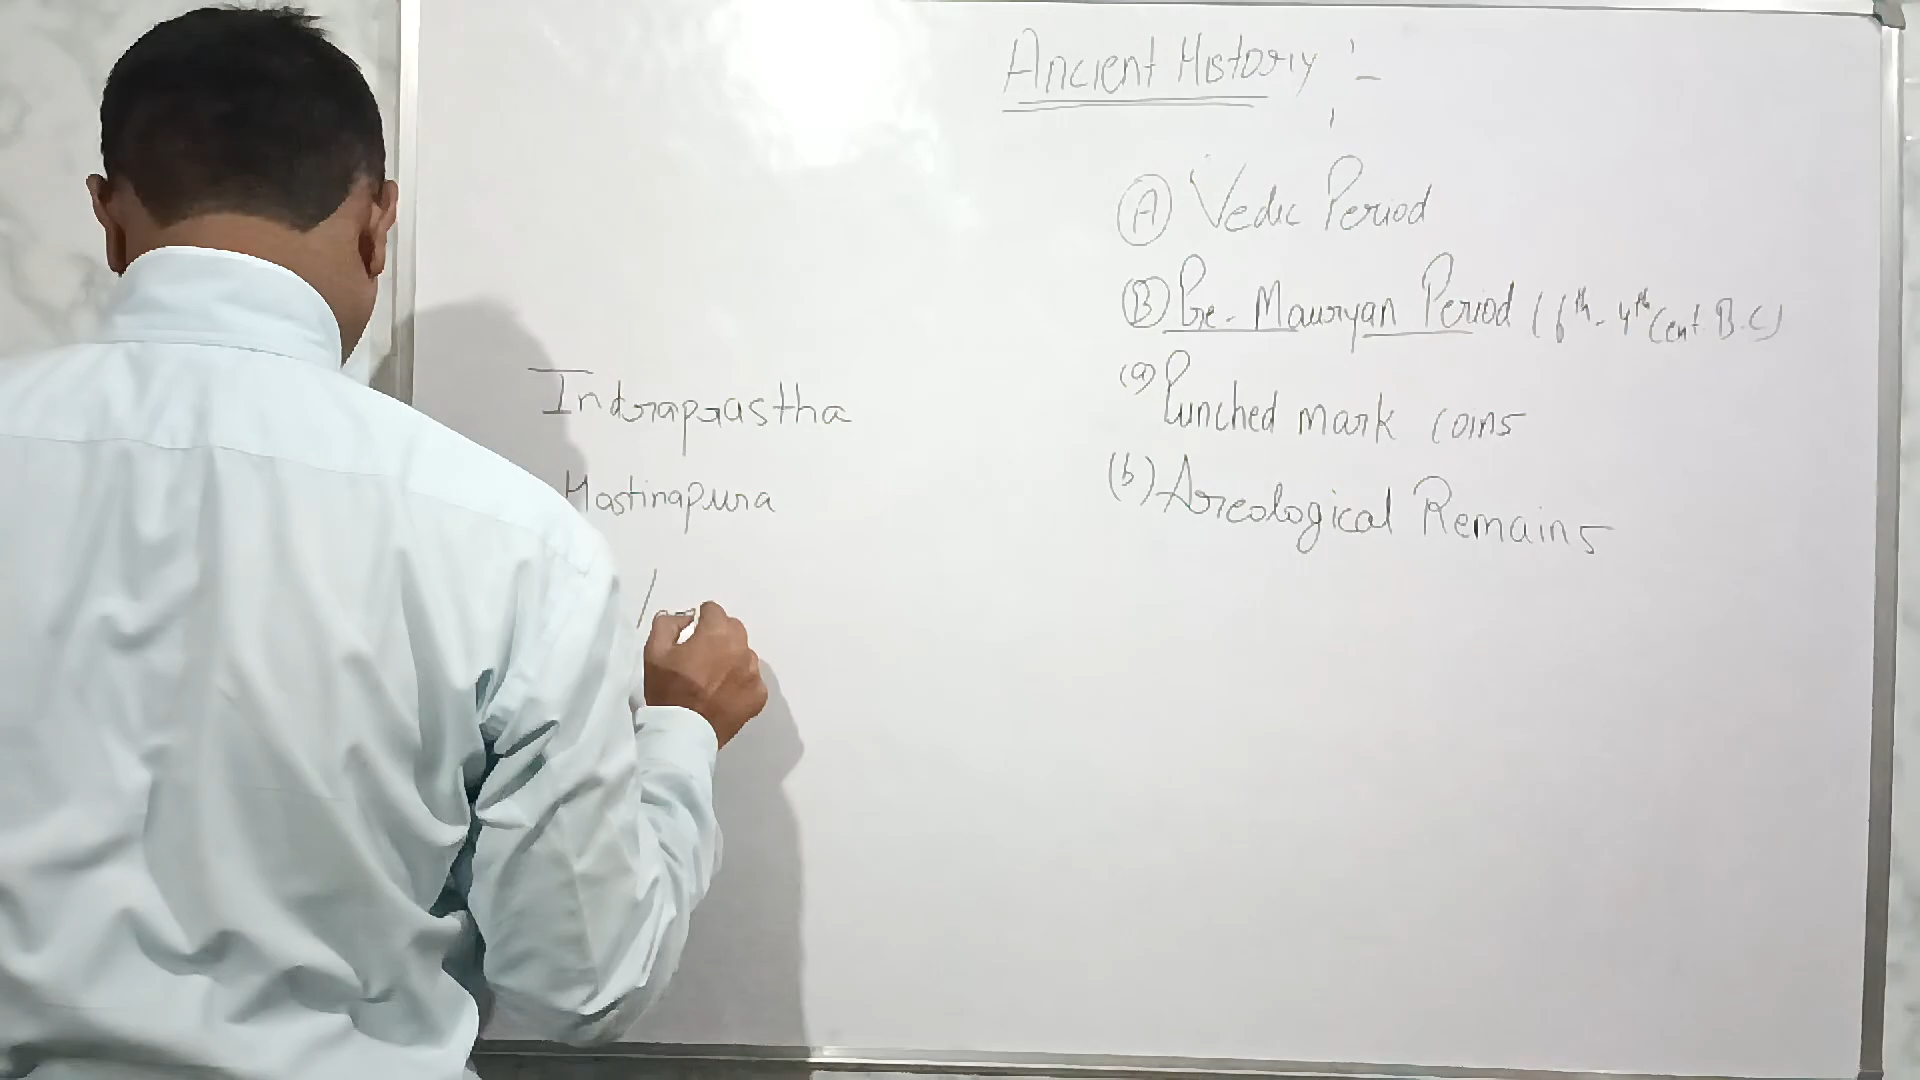 Ancient History :-
(A) Vedic Period
(B) Pre-Mauryan Period (6th-4th Cent. B.C)
(a) Punched mark coins
(b) Areological Remains
Indraprastha
Hastinapura